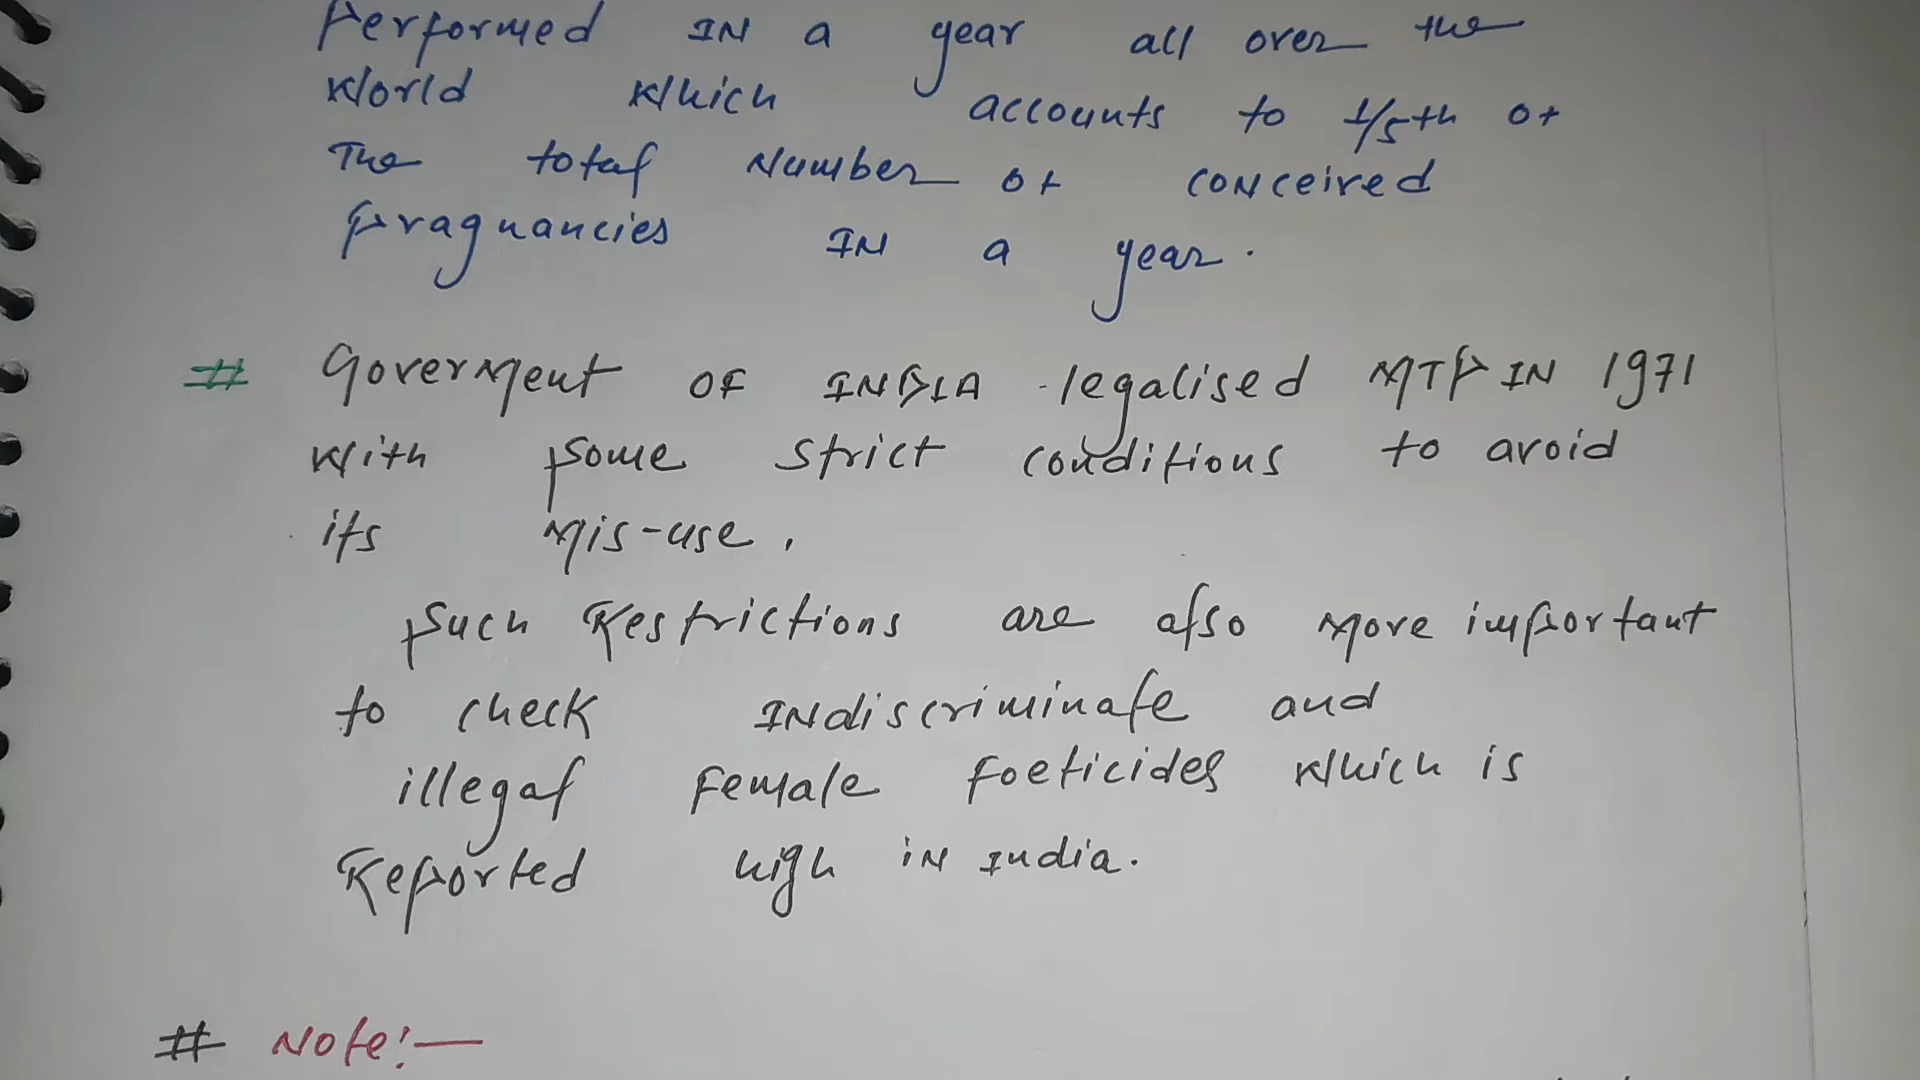 Performed IN a year all over the
World Which accounts to 1/5th of
The total Number of conceived
pragnancies IN a year.
# Government OF INDIA legalised MTP IN 1971
With some strict conditions to avoid
its Mis-use.
Such Restrictions are also More important
to check INdiscriminate and
illegal Female foeticides Which is
Reported high in India.
# Note:—